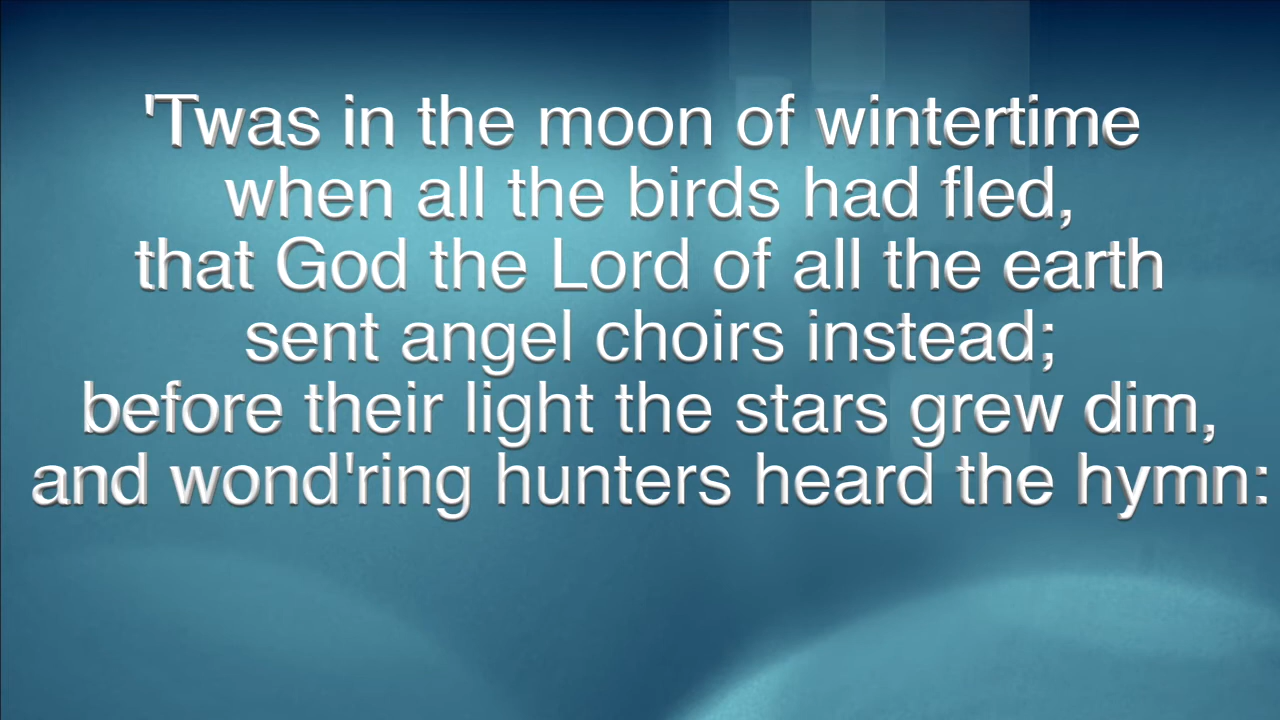 'Twas in the moon of wintertime
when all the birds had fled,
that God the Lord of all the earth
sent angel choirs instead;
before their light the stars grew dim,
and wond'ring hunters heard the hymn: